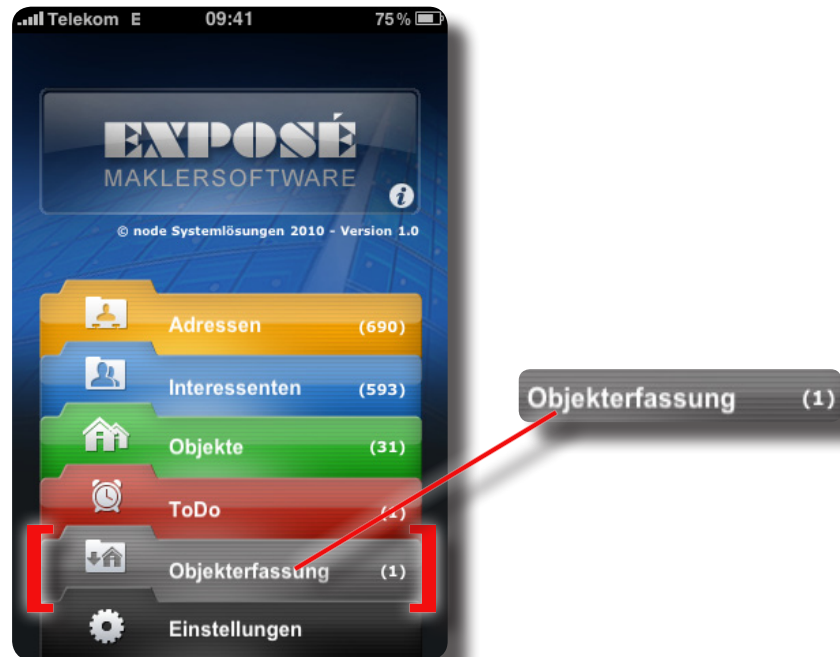 Telekom E 09:41 75 %
EXPOSÉ
MAKLERSOFTWARE
i
© node Systemlösungen 2010 - Version 1.0
Adressen (690)
Interessenten (593)
Objekte (31)
ToDo (1)
Objekterfassung (1)
Einstellungen
Objekterfassung (1)